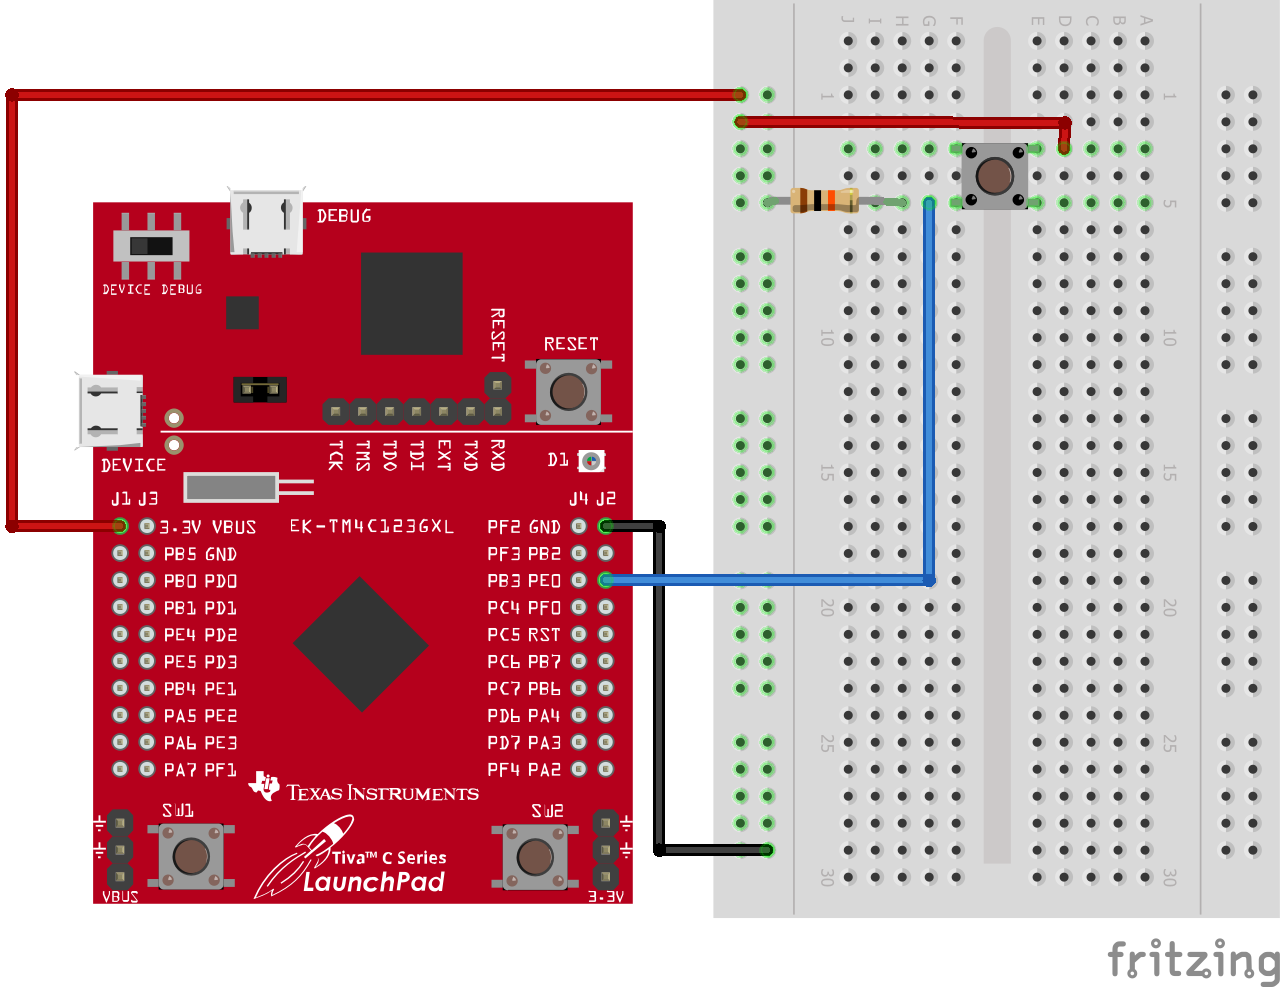 J I H G F E D C B A
1 1
DEBUG
5 5
DEVICE DEBUG
RESET
RESET
10 10
TCK TMS TDO TDI EXT TXD RXD
D1
DEVICE
15 15
J1 J3 J4 J2
3.3V VBUS EK-TM4C123GXL PF2 GND
PB5 GND PF3 PB2
PB0 PD0 PB3 PE0
PB1 PD1 PC4 PF0
20 20
PE4 PD2 PC5 RST
PE5 PD3 PC6 PB7
PB4 PE1 PC7 PB6
PA5 PE2 PD6 PA4
PA6 PE3 PD7 PA3
25 25
PA7 PF1 PF4 PA2
TEXAS INSTRUMENTS
SW1 SW2
Tiva™ C Series
LaunchPad
30 30
VBUS 3.3V
fritzing